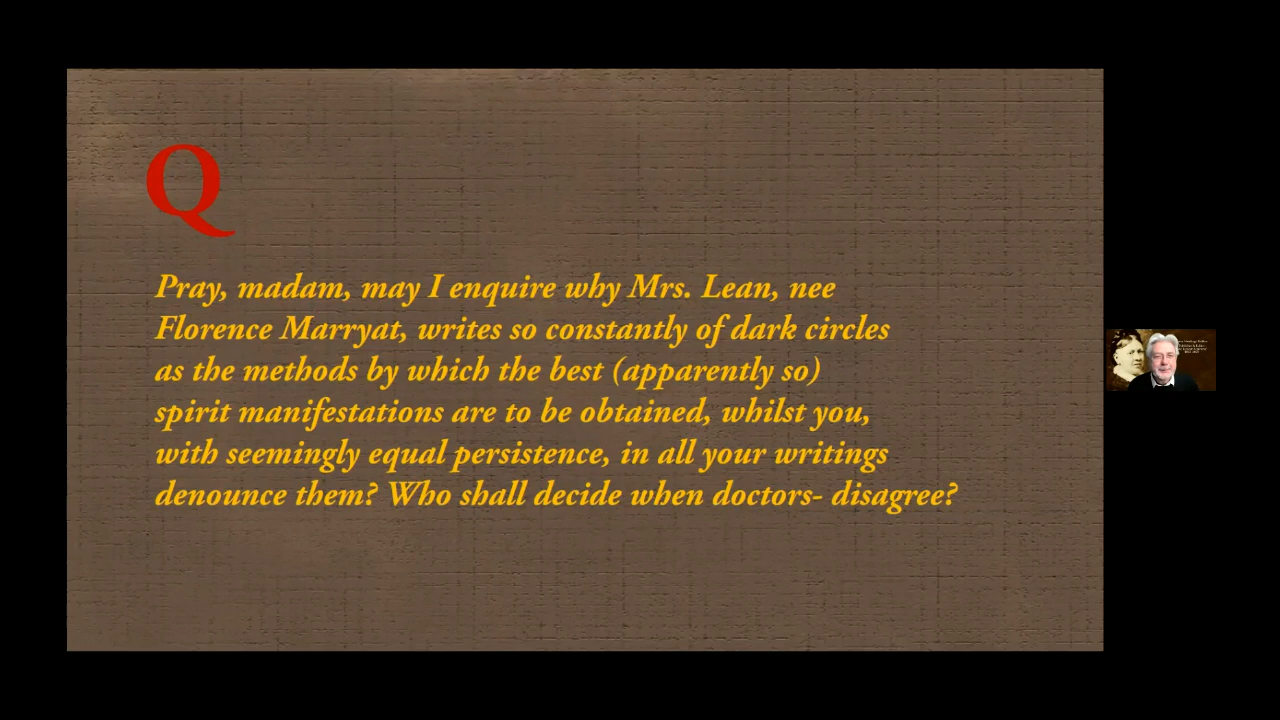 Q
Pray, madam, may I enquire why Mrs. Lean, nee
Florence Marryat, writes so constantly of dark circles
as the methods by which the best (apparently so)
spirit manifestations are to be obtained, whilst you,
with seemingly equal persistence, in all your writings
denounce them? Who shall decide when doctors- disagree?